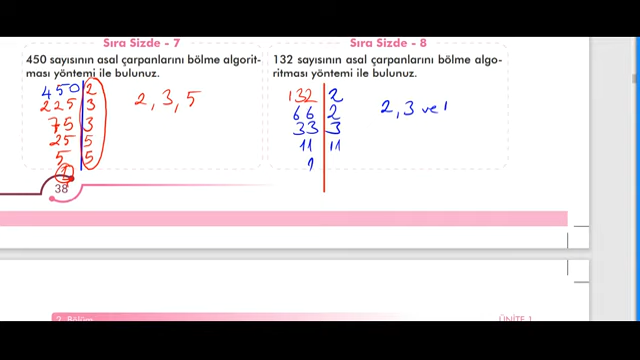 Sıra Sizde - 7
450 sayısının asal çarpanlarını bölme algorit-
ması yöntemi ile bulunuz.
450 2
225 3
75 3
25 5
5 5
1
2, 3, 5
38
Sıra Sizde - 8
132 sayısının asal çarpanlarını bölme algo-
ritması yöntemi ile bulunuz.
132 2
66 2
33 3
11 11
1
2, 3 ve 1
2. Bölüm
ÜNİTE 1